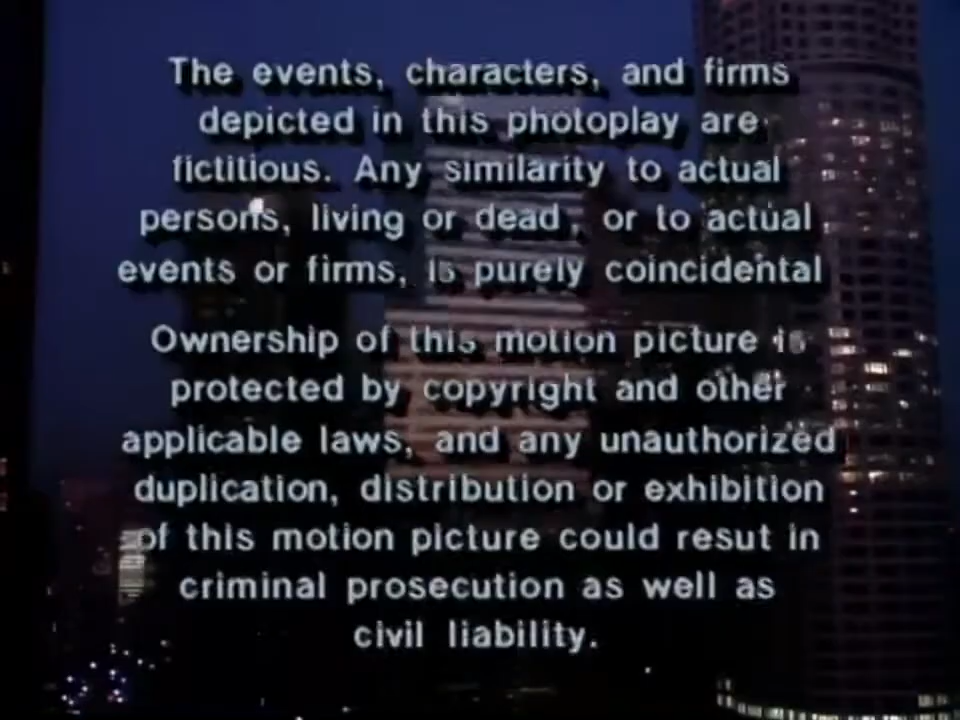 The events, characters, and firms
depicted in this photoplay are
fictitious. Any similarity to actual
persons, living or dead, or to actual
events or firms, is purely coincidental
Ownership of this motion picture is
protected by copyright and other
applicable laws, and any unauthorized
duplication, distribution or exhibition
of this motion picture could resut in
criminal prosecution as well as
civil liability.